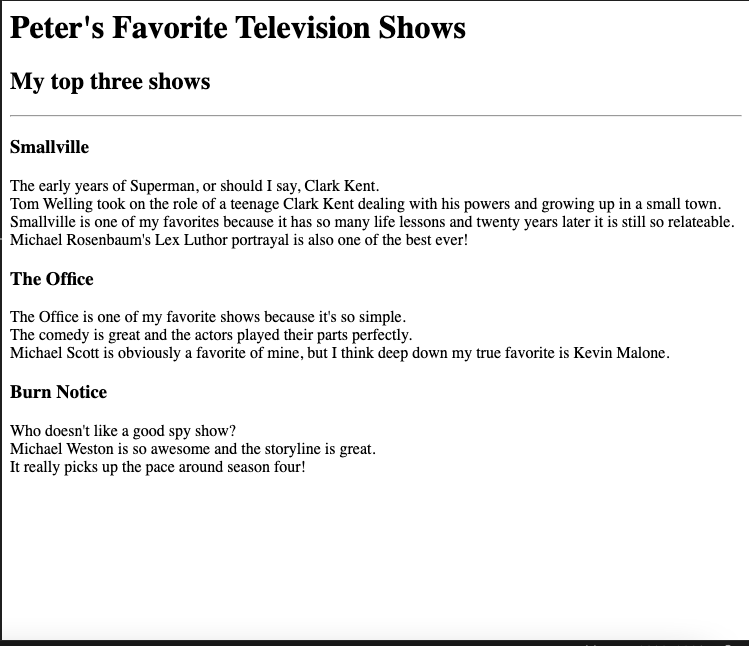 Peter's Favorite Television Shows
My top three shows
Smallville
The early years of Superman, or should I say, Clark Kent.
Tom Welling took on the role of a teenage Clark Kent dealing with his powers and growing up in a small town.
Smallville is one of my favorites because it has so many life lessons and twenty years later it is still so relateable.
Michael Rosenbaum's Lex Luthor portrayal is also one of the best ever!
The Office
The Office is one of my favorite shows because it's so simple.
The comedy is great and the actors played their parts perfectly.
Michael Scott is obviously a favorite of mine, but I think deep down my true favorite is Kevin Malone.
Burn Notice
Who doesn't like a good spy show?
Michael Weston is so awesome and the storyline is great.
It really picks up the pace around season four!